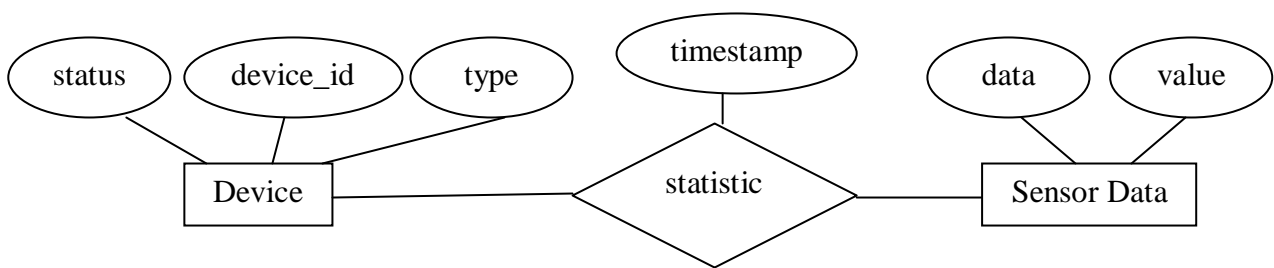 status
device_id
type
timestamp
data
value
Device
statistic
Sensor Data